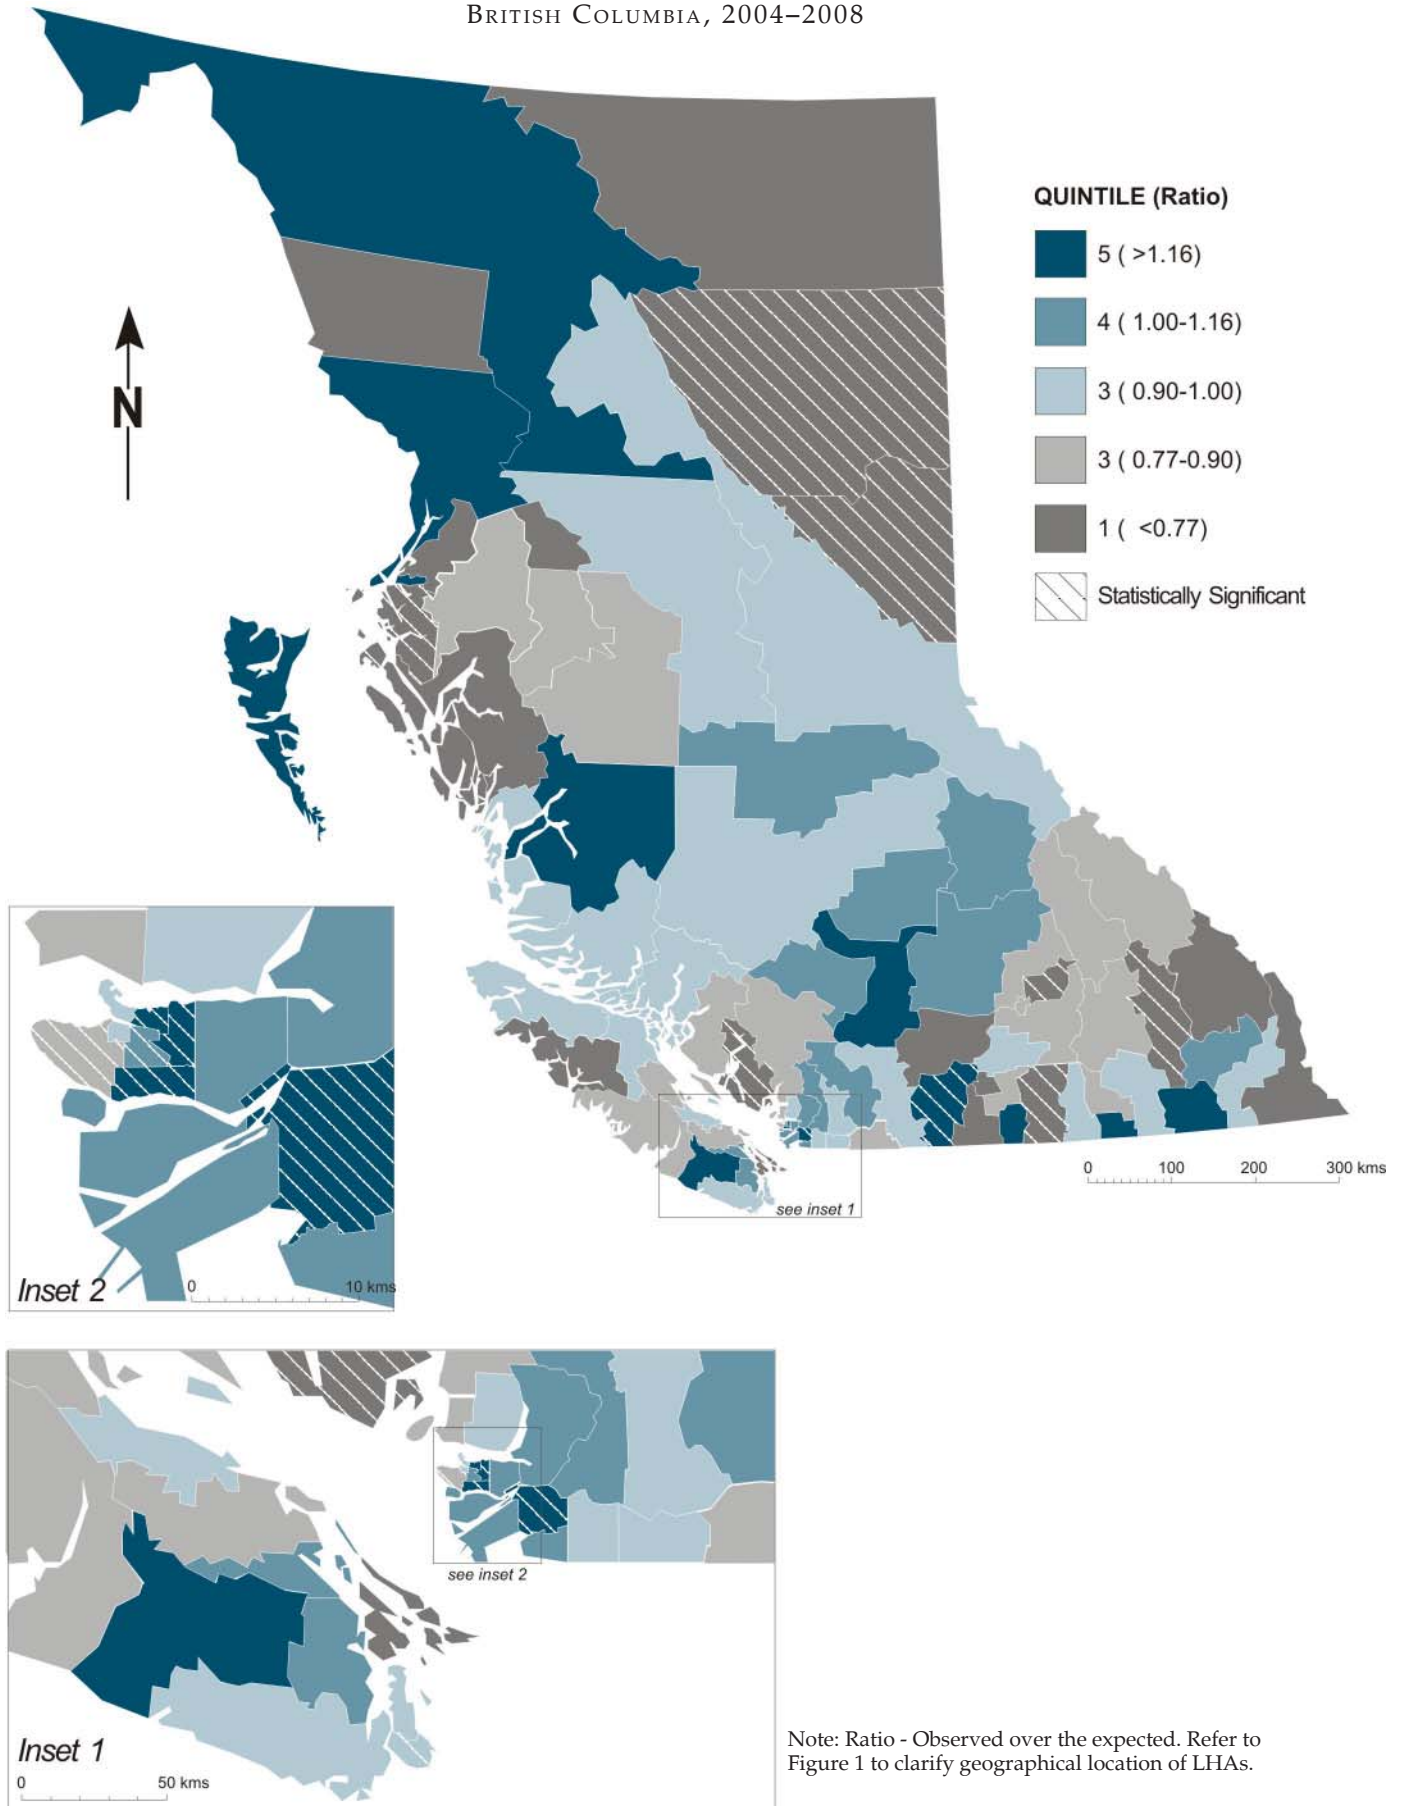 BRITISH COLUMBIA, 2004–2008
QUINTILE (Ratio)
5 ( >1.16)
4 ( 1.00-1.16)
3 ( 0.90-1.00)
3 ( 0.77-0.90)
1 ( <0.77)
Statistically Significant
N
0 100 200 300 kms
see inset 1
Inset 2
0 10 kms
see inset 2
Inset 1
0 50 kms
Note: Ratio - Observed over the expected. Refer to
Figure 1 to clarify geographical location of LHAs.